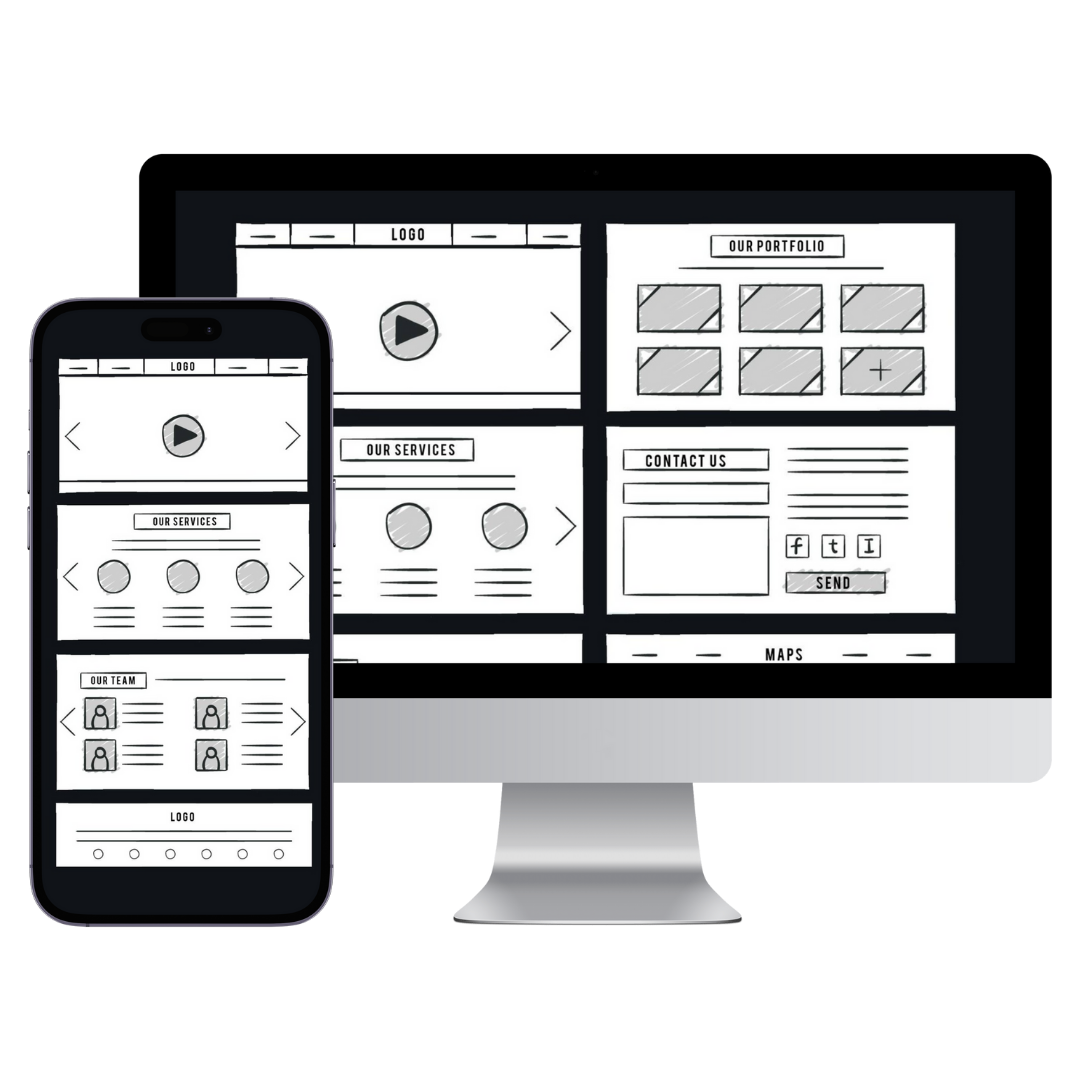 LOGO
OUR PORTFOLIO
OUR SERVICES
CONTACT US
f t I
SEND
MAPS
LOGO
OUR SERVICES
OUR TEAM
LOGO